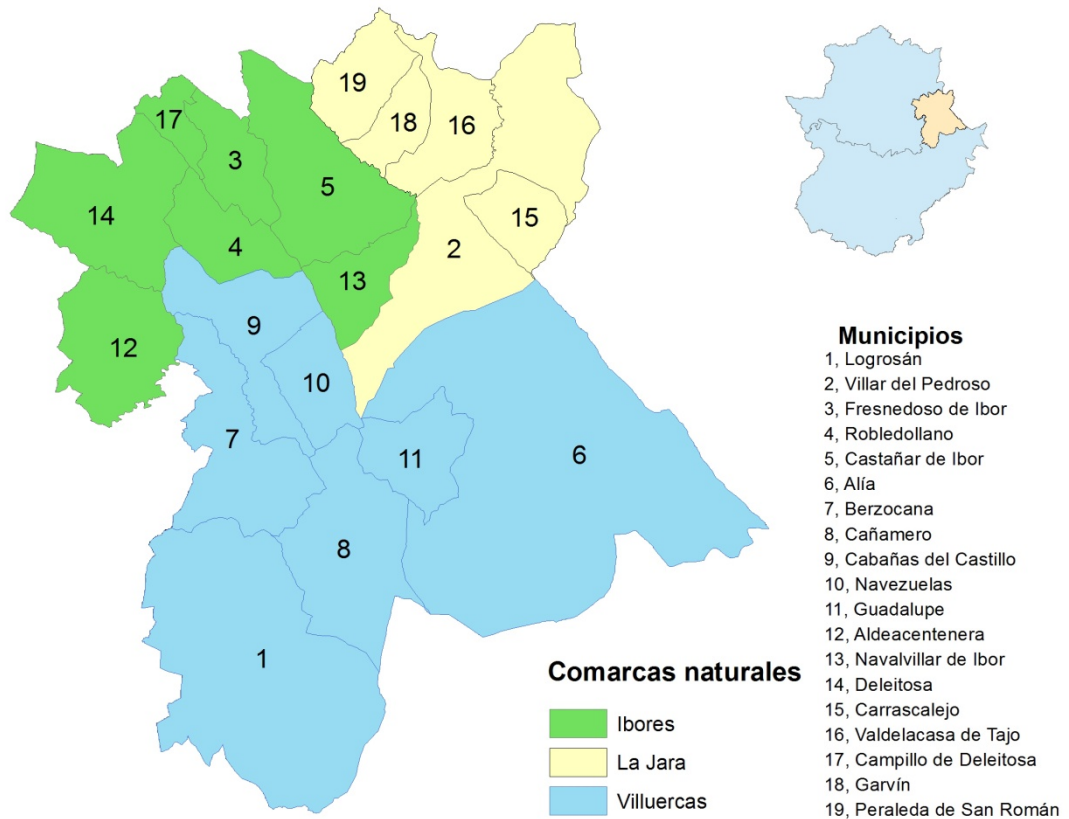 19
18
16
17
3
5
14
15
4
2
13
9
12
10
7
11
6
8
1
Comarcas naturales
Ibores
La Jara
Villuercas
Municipios
1, Logrosán
2, Villar del Pedroso
3, Fresnedoso de Ibor
4, Robledollano
5, Castañar de Ibor
6, Alía
7, Berzocana
8, Cañamero
9, Cabañas del Castillo
10, Navezuelas
11, Guadalupe
12, Aldeacentenera
13, Navalvillar de Ibor
14, Deleitosa
15, Carrascalejo
16, Valdelacasa de Tajo
17, Campillo de Deleitosa
18, Garvín
19, Peraleda de San Román